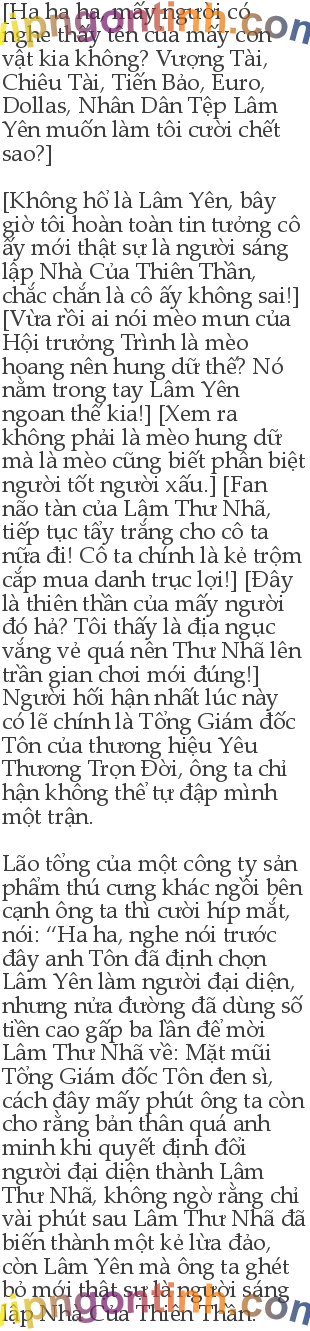 [Ha ha ha, mấy người có
nghe thấy tên của mấy con
vật kia không? Vượng Tài,
Chiêu Tài, Tiến Bảo, Euro,
Dollas, Nhân Dân Tệp Lâm
Yên muốn làm tôi cười chết
sao?]

[Không hổ là Lâm Yên, bây
giờ tôi hoàn toàn tin tưởng cô
ấy mới thật sự là người sáng
lập Nhà Của Thiên Thần,
chắc chắn là cô ấy không sai!]
[Vừa rồi ai nói mèo mun của
Hội trưởng Trình là mèo
hoang nên hung dữ thế? Nó
nằm trong tay Lâm Yên
ngoan thế kia!] [Xem ra
không phải là mèo hung dữ
mà là mèo cũng biết phân biệt
người tốt người xấu.] [Fan
não tàn của Lâm Thư Nhã,
tiếp tục tẩy trắng cho cô ta
nữa đi! Cô ta chính là kẻ trộm
cắp mua danh trục lợi!] [Đây
là thiên thần của mấy người
đó hả? Tôi thấy là địa ngục
vắng vẻ quá nên Thư Nhã lên
trần gian chơi mới đúng!]
Người hối hận nhất lúc này
có lẽ chính là Tổng Giám đốc
Tôn của thương hiệu Yêu
Thương Trọn Đời, ông ta chỉ
hận không thể tự đập mình
một trận.

Lão tổng của một công ty sản
phẩm thú cưng khác ngồi bên
cạnh ông ta thì cười híp mắt,
nói: “Ha ha, nghe nói trước
đây anh Tôn đã định chọn
Lâm Yên làm người đại diện,
nhưng nửa đường đã dùng số
tiền cao gấp ba lần để mời
Lâm Thư Nhã về: Mặt mũi
Tổng Giám đốc Tôn đen sì,
cách đây mấy phút ông ta còn
cho rằng bản thân quá anh
minh khi quyết định đổi
người đại diện thành Lâm
Thư Nhã, không ngờ rằng chỉ
vài phút sau Lâm Thư Nhã đã
biến thành một kẻ lừa đảo,
còn Lâm Yên mà ông ta ghét
bỏ mới thật sự là người sáng
lập Nhà Của Thiên Thần.
vipngontinh.com